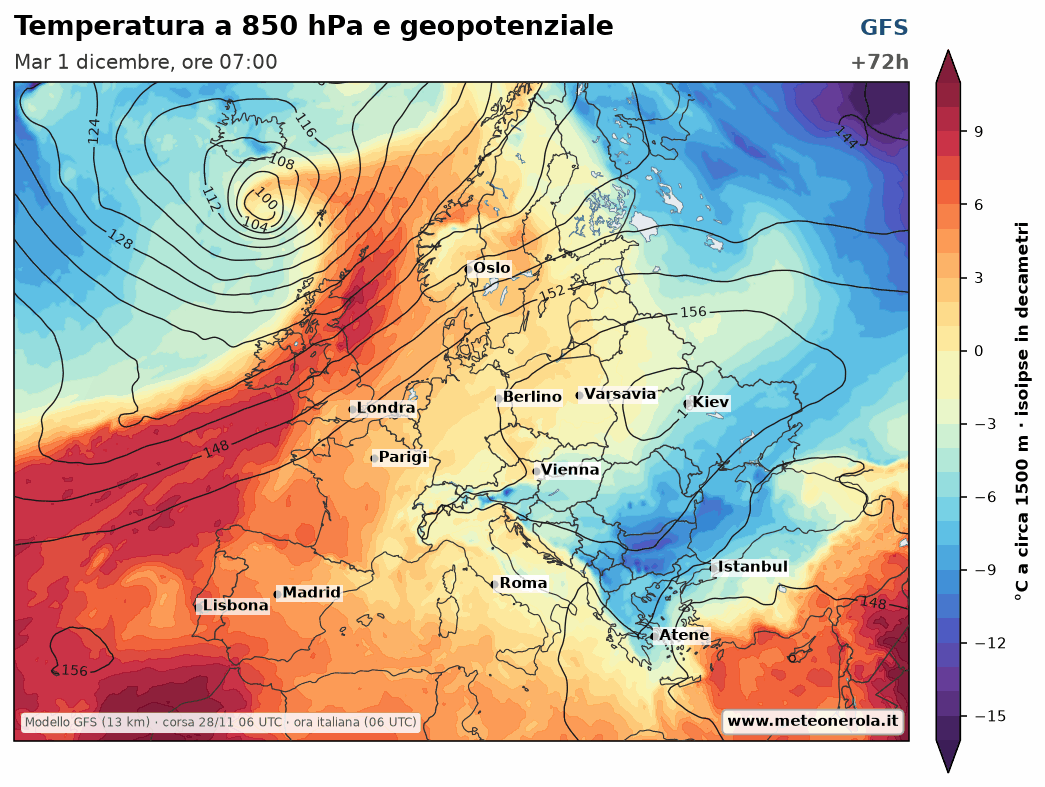 Temperatura a 850 hPa e geopotenziale
GFS
Mar 1 dicembre, ore 07:00
+72h
124
116
108
112
100
104
128
144
Oslo
152
156
Berlino
Varsavia
Kiev
Londra
148
Parigi
Vienna
Istanbul
Roma
Madrid
Lisbona
148
Atene
156
Modello GFS (13 km) · corsa 28/11 06 UTC · ora italiana (06 UTC)
www.meteonerola.it
9
6
3
0
−3
−6
−9
−12
−15
°C a circa 1500 m · isoipse in decametri